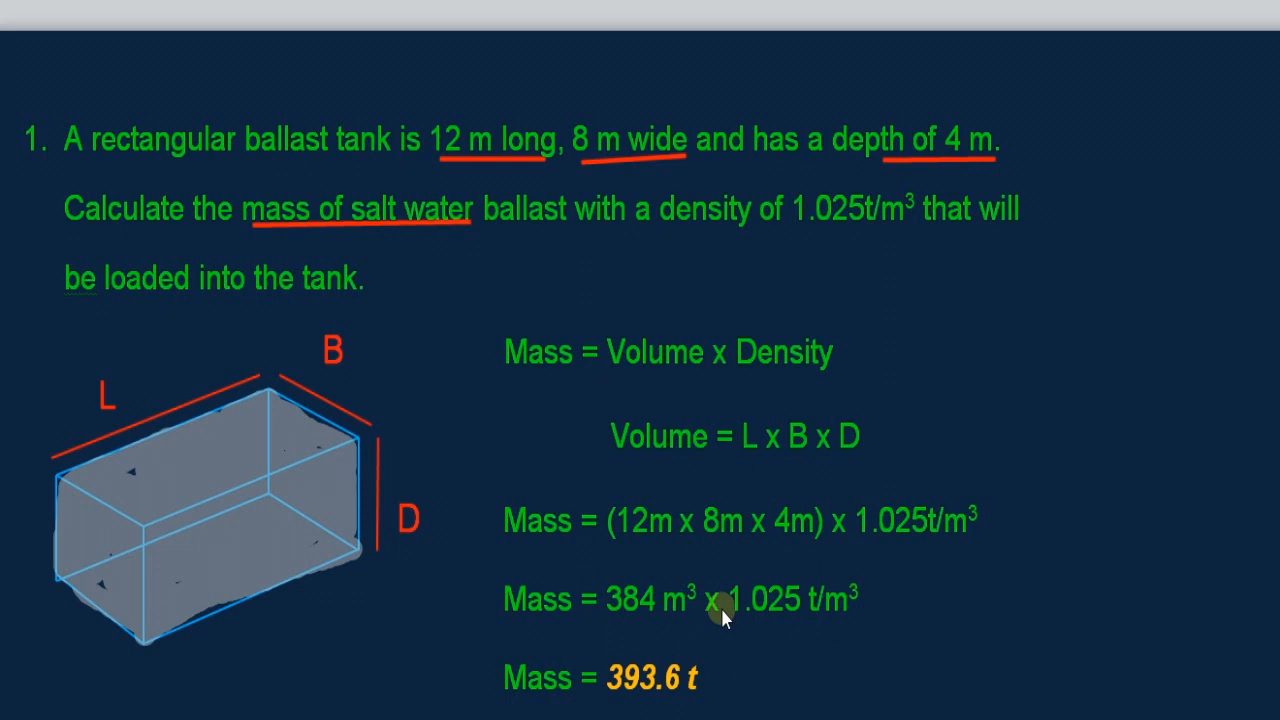 1. A rectangular ballast tank is 12 m long, 8 m wide and has a depth of 4 m.
Calculate the mass of salt water ballast with a density of 1.025t/m³ that will
be loaded into the tank.
B
L
D
Mass = Volume x Density
Volume = L x B x D
Mass = (12m x 8m x 4m) x 1.025t/m³
Mass = 384 m³ x 1.025 t/m³
Mass = 393.6 t